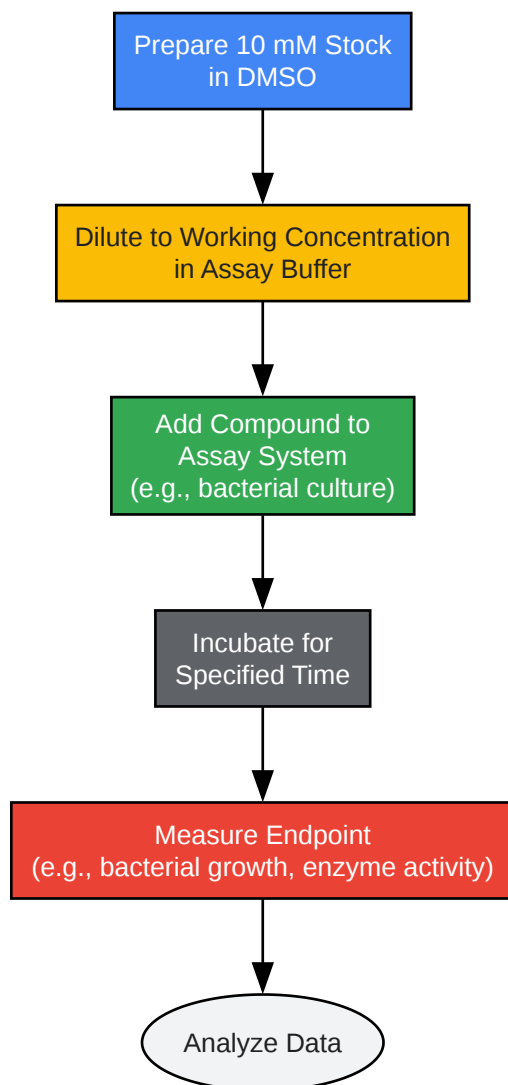 Prepare 10 mM Stock
in DMSO
Dilute to Working Concentration
in Assay Buffer
Add Compound to
Assay System
(e.g., bacterial culture)
Incubate for
Specified Time
Measure Endpoint
(e.g., bacterial growth, enzyme activity)
Analyze Data